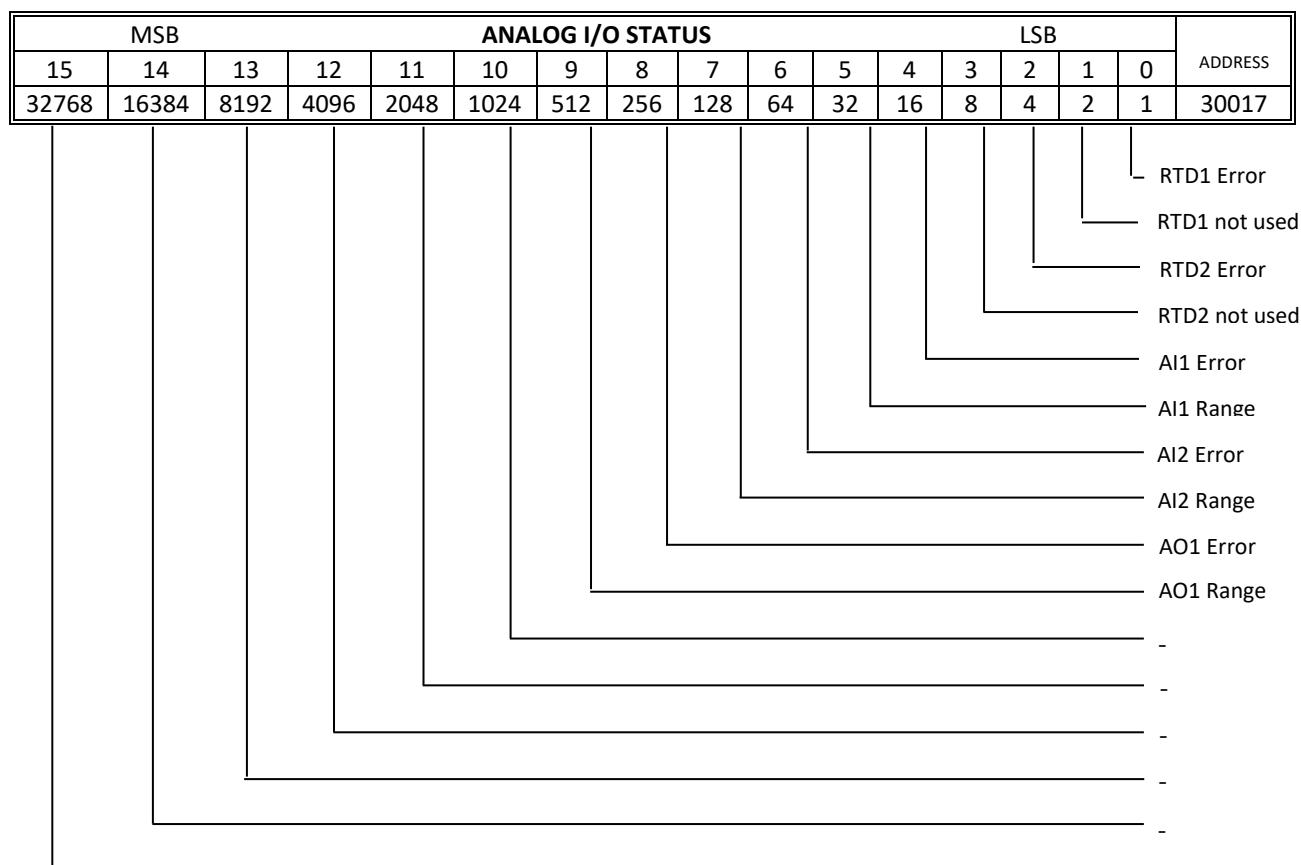 MSB ANALOG I/O STATUS LSB ADDRESS
15 14 13 12 11 10 9 8 7 6 5 4 3 2 1 0
32768 16384 8192 4096 2048 1024 512 256 128 64 32 16 8 4 2 1 30017
RTD1 Error
RTD1 not used
RTD2 Error
RTD2 not used
AI1 Error
AI1 Range
AI2 Error
AI2 Range
AO1 Error
AO1 Range
-
-
-
-
-